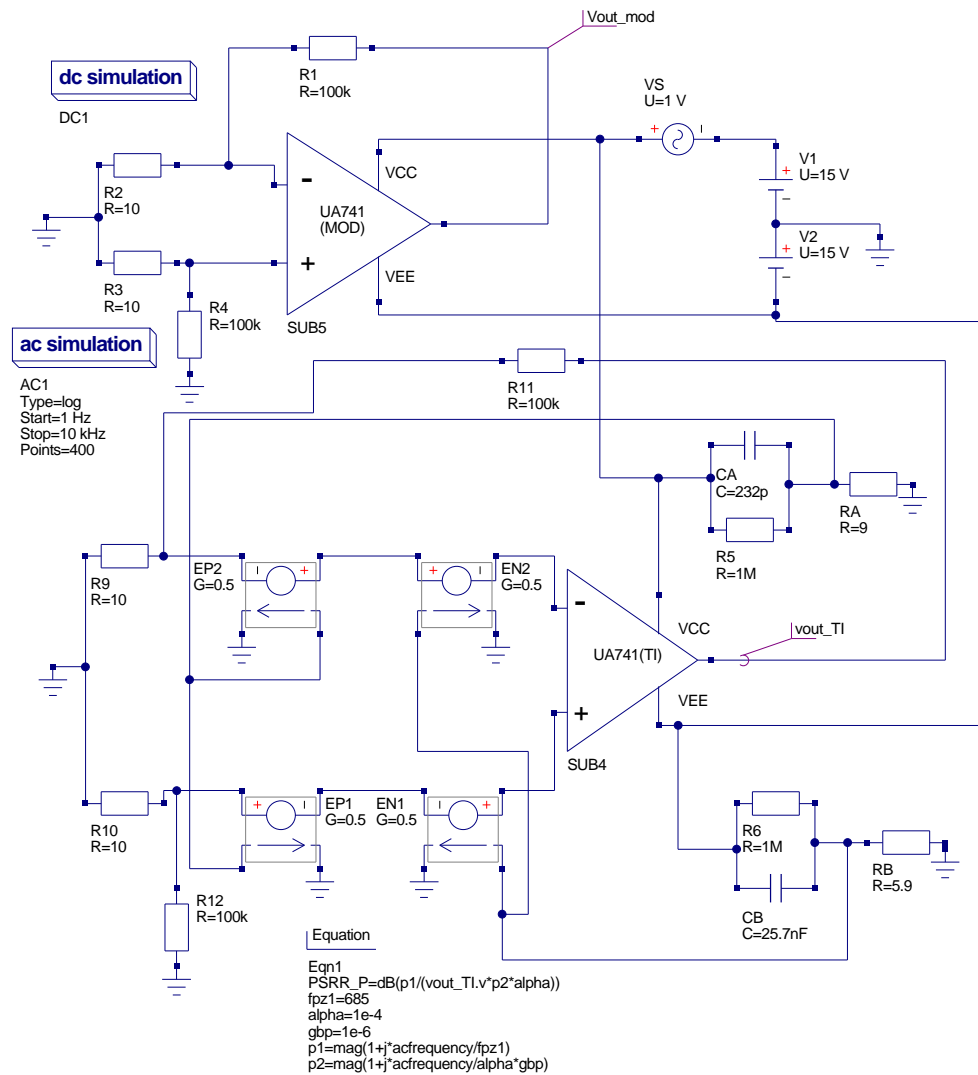 Vout_mod
R1
R=100k
dc simulation
DC1
VS
U=1 V
+
I
V1
U=15 V
+
–
V2
U=15 V
+
–
R2
R=10
R3
R=10
R4
R=100k
-
+
VCC
UA741
(MOD)
VEE
SUB5
ac simulation
AC1
Type=log
Start=1 Hz
Stop=10 kHz
Points=400
R11
R=100k
CA
C=232p
R5
R=1M
RA
R=9
R9
R=10
EP2
G=0.5
I
+
+
I
EN2
G=0.5
-
+
VCC
UA741(TI)
VEE
SUB4
vout_TI
R10
R=10
+
I
EP1
G=0.5
EN1
G=0.5
I
+
R12
R=100k
R6
R=1M
CB
C=25.7nF
RB
R=5.9
Equation
Eqn1
PSRR_P=dB(p1/(vout_TI.v*p2*alpha))
fpz1=685
alpha=1e-4
gbp=1e-6
p1=mag(1+j*acfrequency/fpz1)
p2=mag(1+j*acfrequency/alpha*gbp)